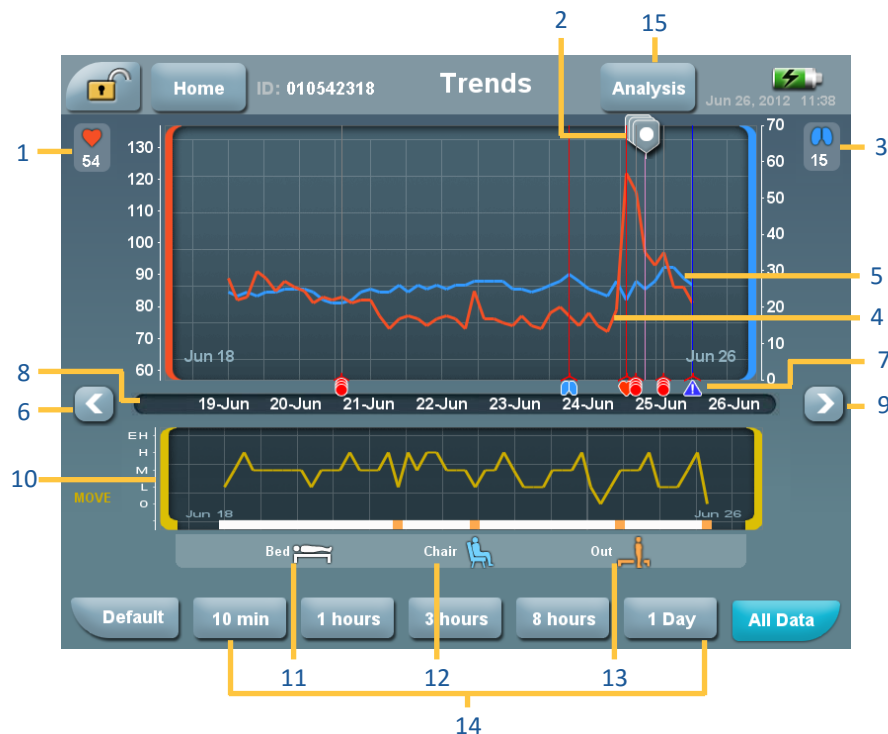 2 15
Home ID: 010542318 Trends Analysis Jun 26, 2012 11:38
1 54 15 3
130 120 110 100 90 80 70 60
70 60 50 40 30 20 10 0
5
4
Jun 18 Jun 26
7
8
6 9
19-Jun 20-Jun 21-Jun 22-Jun 23-Jun 24-Jun 25-Jun 26-Jun
10
MOVE
EH
H
M
L
0
Jun 18 Jun 26
Bed Chair Out
Default 10 min 1 hours 3 hours 8 hours 1 Day All Data
11 12 13
14